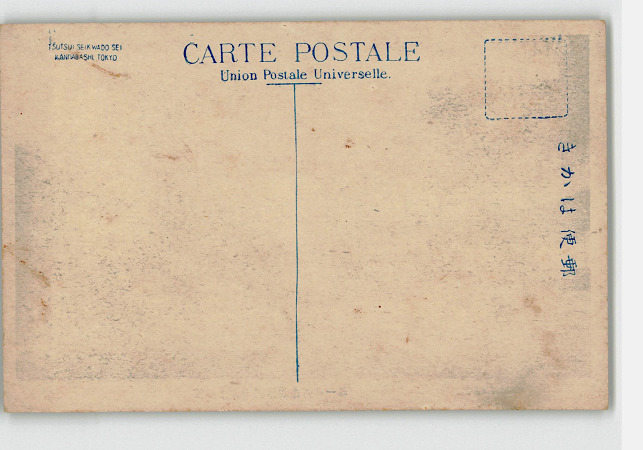 TSUTSUI SEIKWADO SEI
KANDABASHI, TOKYO
CARTE POSTALE
Union Postale Universelle.
きかは便郵